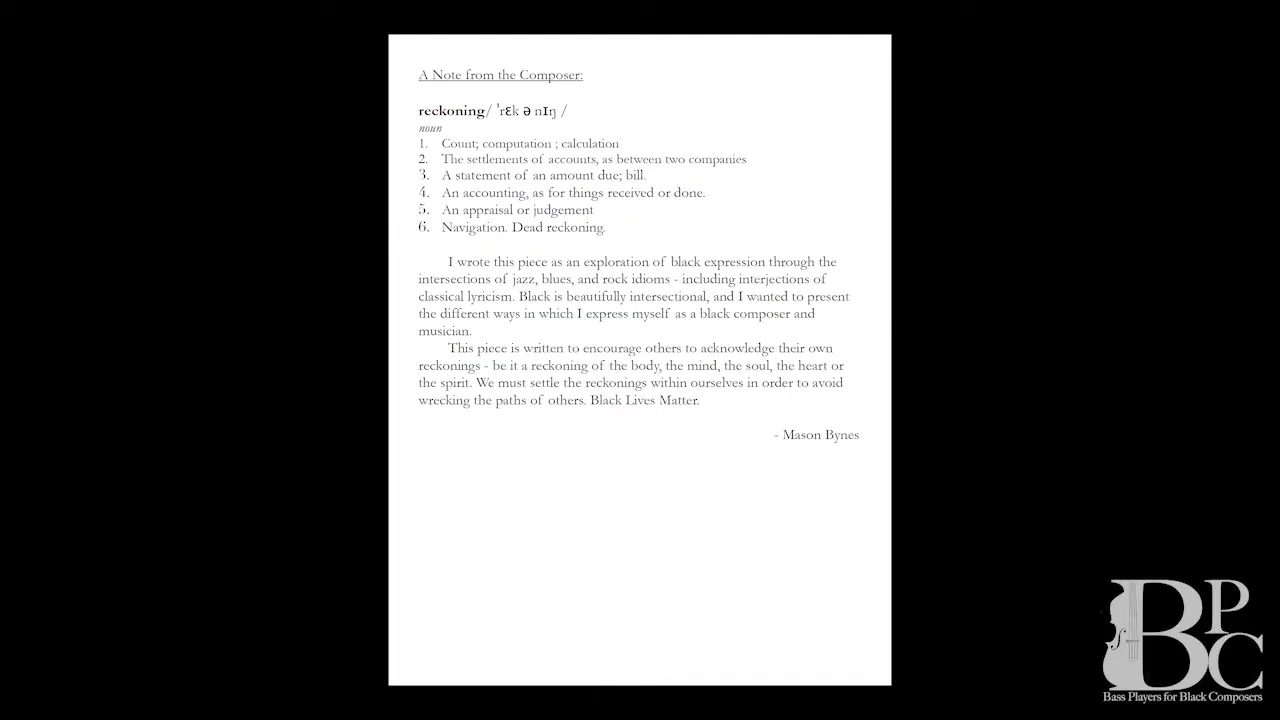 A Note from the Composer:
reckoning/ ˈrɛk ə nɪŋ /
noun
1. Count; computation ; calculation
2. The settlements of accounts, as between two companies
3. A statement of an amount due; bill.
4. An accounting, as for things received or done.
5. An appraisal or judgement
6. Navigation. Dead reckoning.
I wrote this piece as an exploration of black expression through the
intersections of jazz, blues, and rock idioms - including interjections of
classical lyricism. Black is beautifully intersectional, and I wanted to present
the different ways in which I express myself as a black composer and
musician.
This piece is written to encourage others to acknowledge their own
reckonings - be it a reckoning of the body, the mind, the soul, the heart or
the spirit. We must settle the reckonings within ourselves in order to avoid
wrecking the paths of others. Black Lives Matter.
- Mason Bynes
BPC
Bass Players for Black Composers